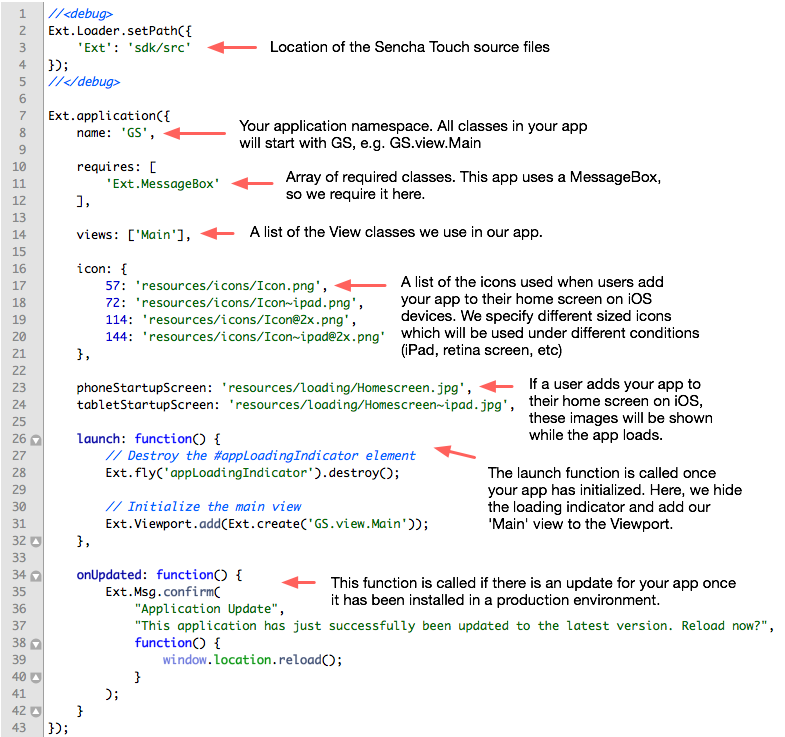 1 //<debug>
2 Ext.Loader.setPath({
3 'Ext': 'sdk/src'
Location of the Sencha Touch source files
4 });
5 //</debug>
6
7 Ext.application({
8 name: 'GS',
Your application namespace. All classes in your app
will start with GS, e.g. GS.view.Main
9
10 requires: [
11 'Ext.MessageBox'
Array of required classes. This app uses a MessageBox,
so we require it here.
12 ],
13
14 views: ['Main'],
A list of the View classes we use in our app.
15
16 icon: {
17 57: 'resources/icons/Icon.png',
18 72: 'resources/icons/Icon~ipad.png',
19 114: 'resources/icons/Icon@2x.png',
20 144: 'resources/icons/Icon~ipad@2x.png'
A list of the icons used when users add
your app to their home screen on iOS
devices. We specify different sized icons
which will be used under different conditions
(iPad, retina screen, etc)
21 },
22
23 phoneStartupScreen: 'resources/loading/Homescreen.jpg',
24 tabletStartupScreen: 'resources/loading/Homescreen~ipad.jpg',
If a user adds your app to
their home screen on iOS,
these images will be shown
while the app loads.
25
26 launch: function() {
27 // Destroy the #appLoadingIndicator element
28 Ext.fly('appLoadingIndicator').destroy();
29
30 // Initialize the main view
31 Ext.Viewport.add(Ext.create('GS.view.Main'));
The launch function is called once
your app has initialized. Here, we hide
the loading indicator and add our
'Main' view to the Viewport.
32 },
33
34 onUpdated: function() {
This function is called if there is an update for your app once
it has been installed in a production environment.
35 Ext.Msg.confirm(
36 "Application Update",
37 "This application has just successfully been updated to the latest version. Reload now?",
38 function() {
39 window.location.reload();
40 }
41 );
42 }
43 });